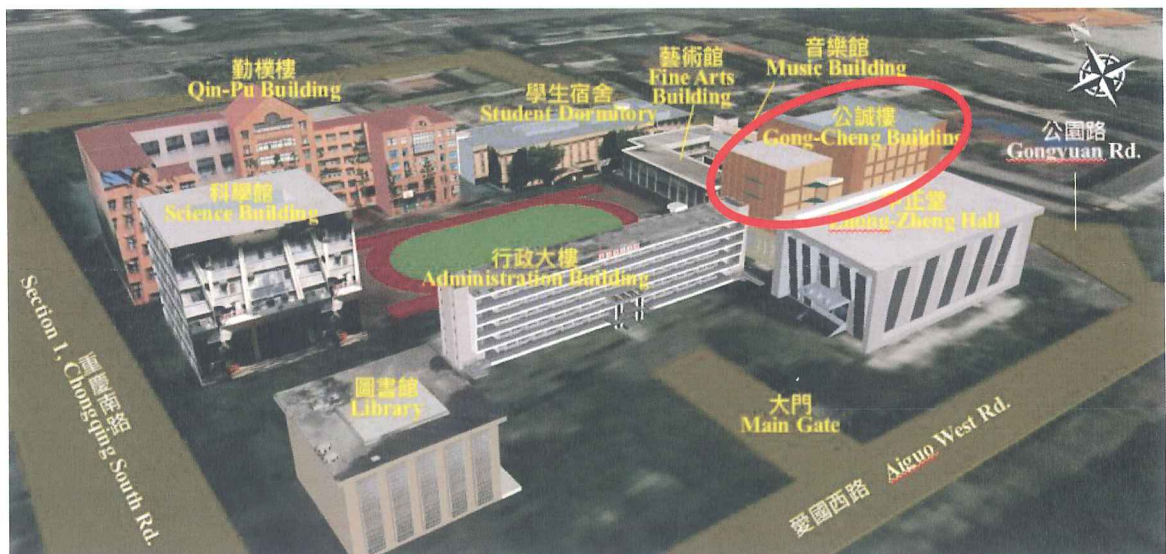 勤樸樓
Qin-Pu Building
學生宿舍
Student Dormitory
藝術館
Fine Arts
Building
音樂館
Music Building
公誠樓
Gong-Cheng Building
N
公園路
Gongyuan Rd.
科學館
Science Building
中正堂
Zhong-Zheng Hall
行政大樓
Administration Building
圖書館
Library
大門
Main Gate
重慶南路
Section 1, Chongqing South Rd.
愛國西路 Aiguo West Rd.